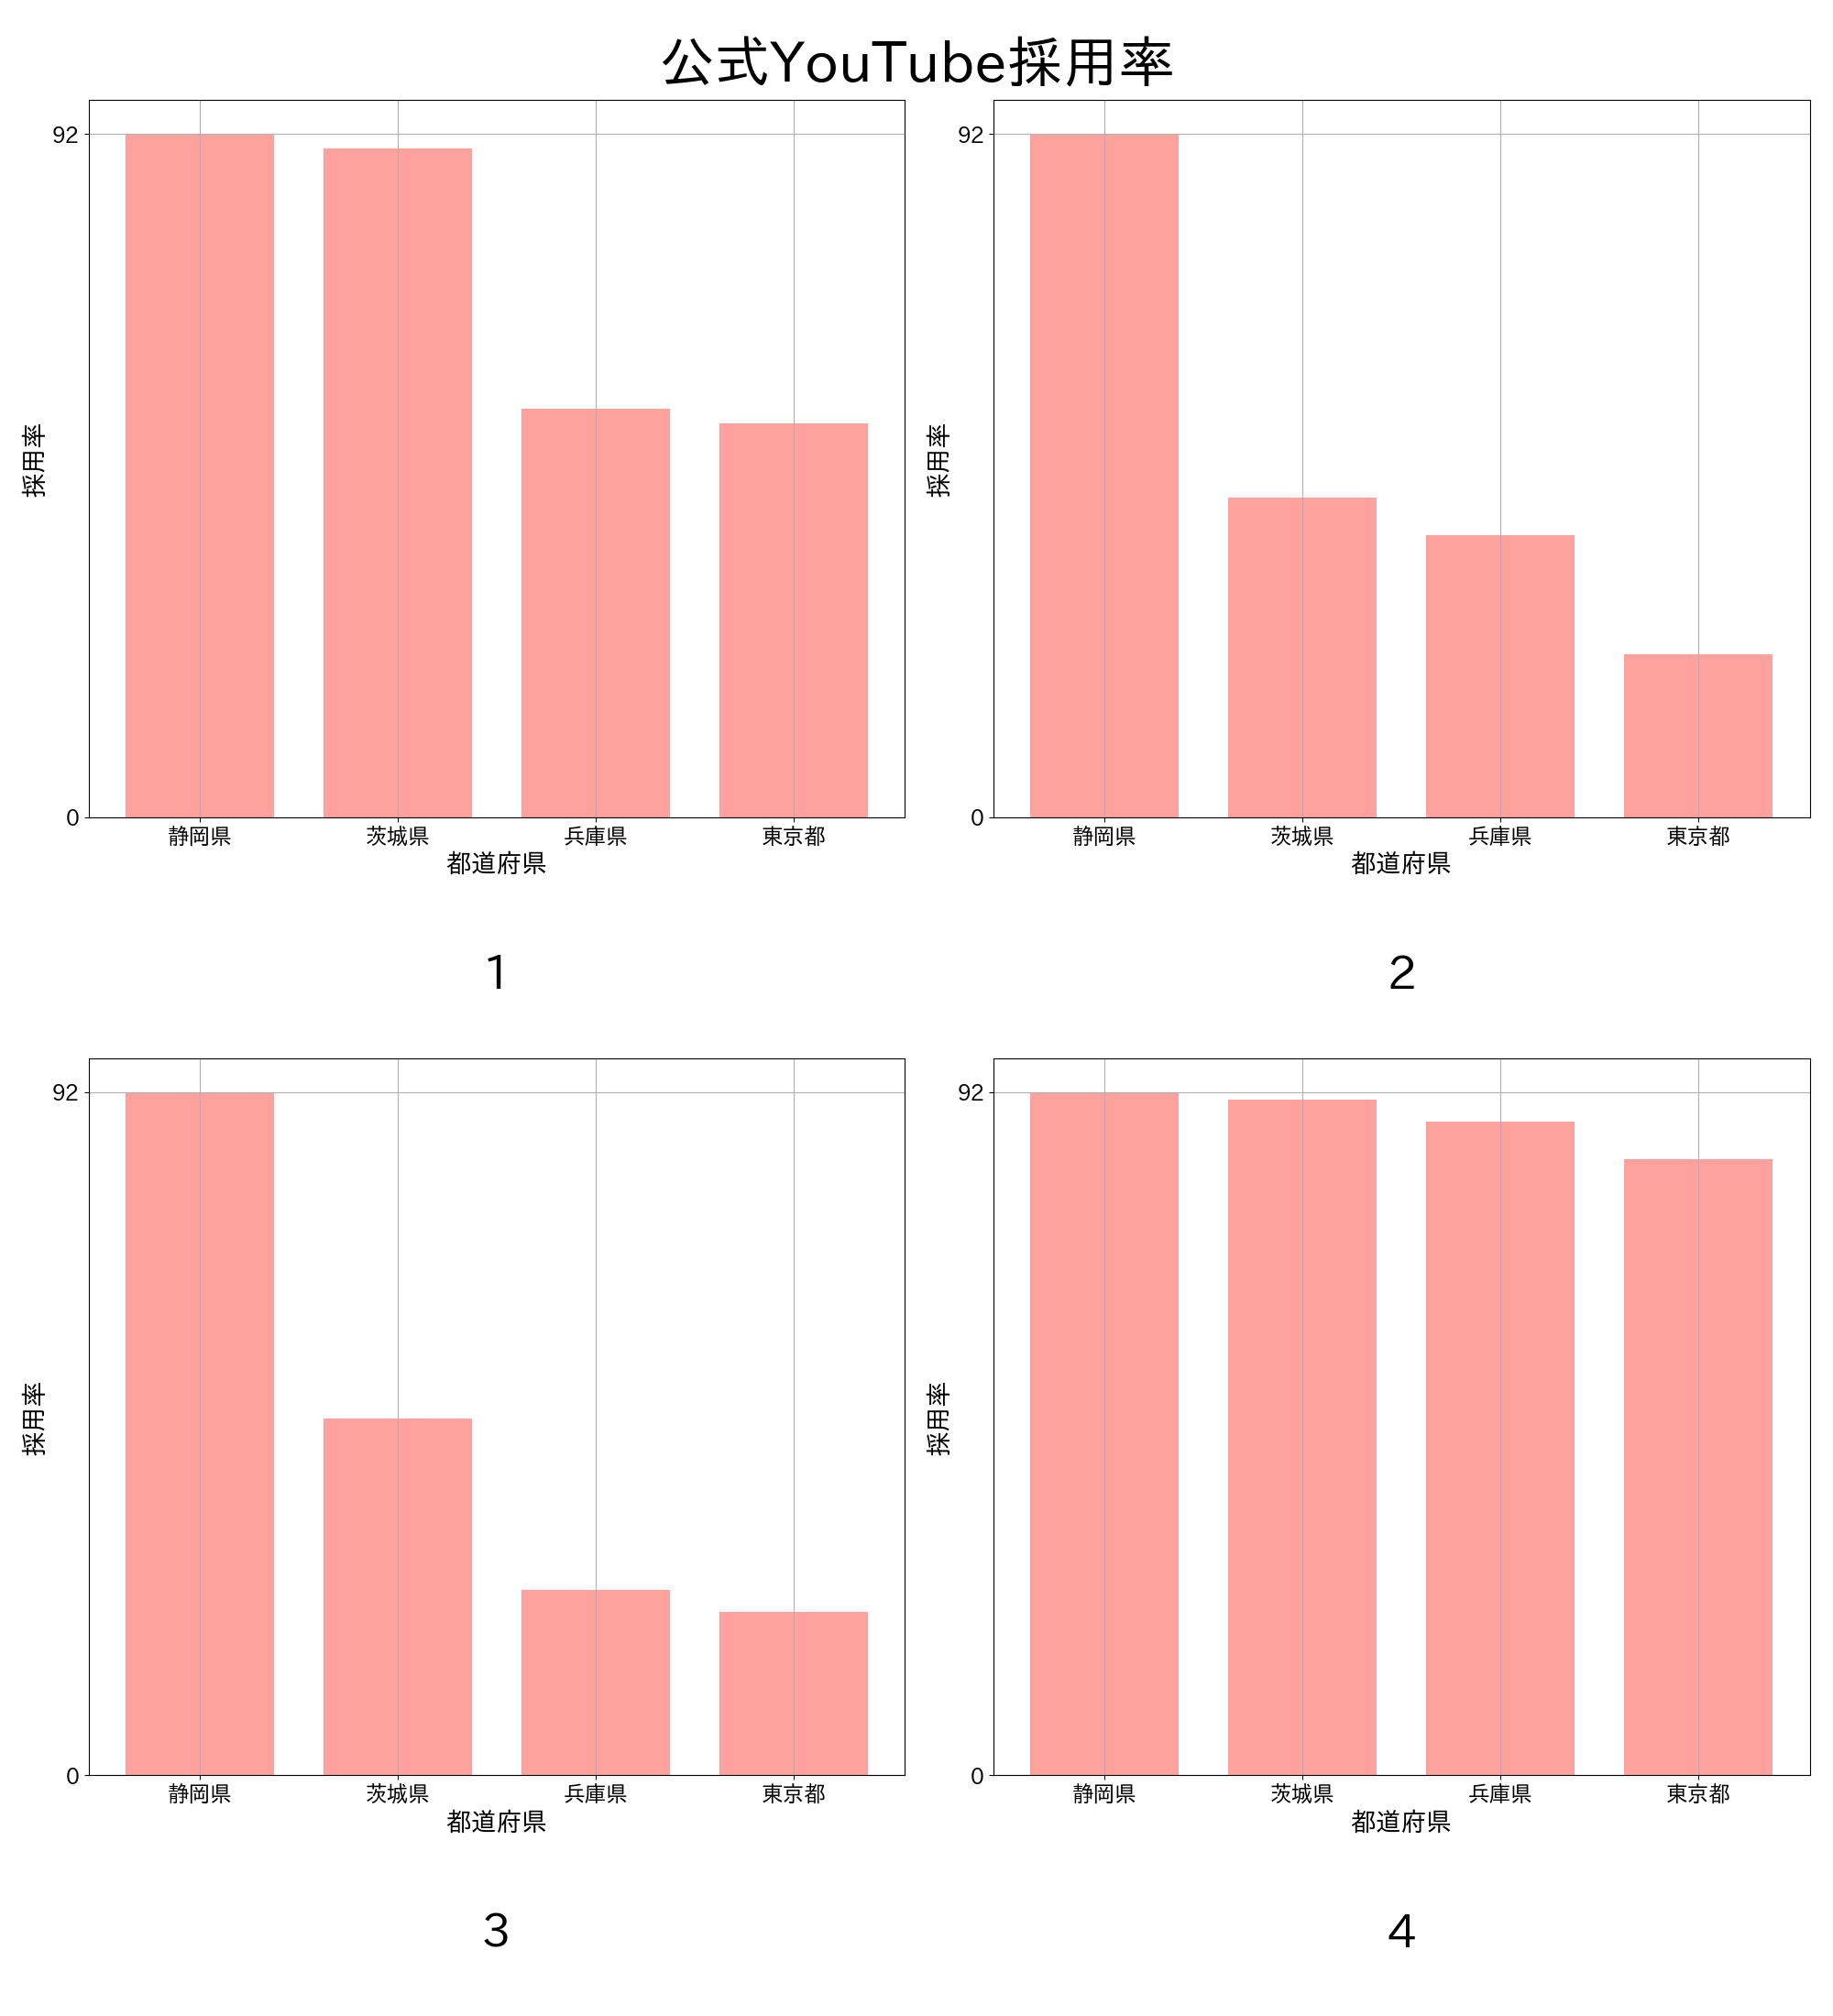 公式YouTube採用率
92
0
採用率
静岡県 茨城県 兵庫県 東京都
都道府県
1
92
0
採用率
静岡県 茨城県 兵庫県 東京都
都道府県
2
92
0
採用率
静岡県 茨城県 兵庫県 東京都
都道府県
3
92
0
採用率
静岡県 茨城県 兵庫県 東京都
都道府県
4